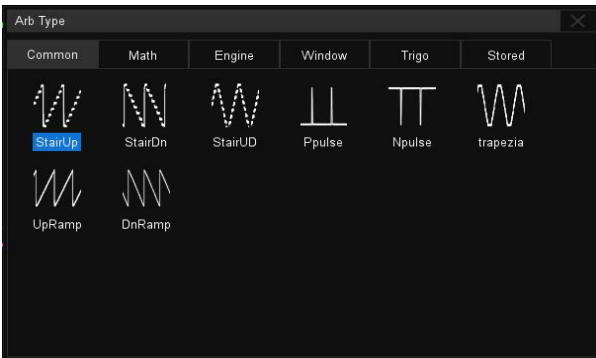 Arb Type
Common Math Engine Window Trigo Stored
StairUp StairDn StairUD Ppulse Npulse trapezia
UpRamp DnRamp